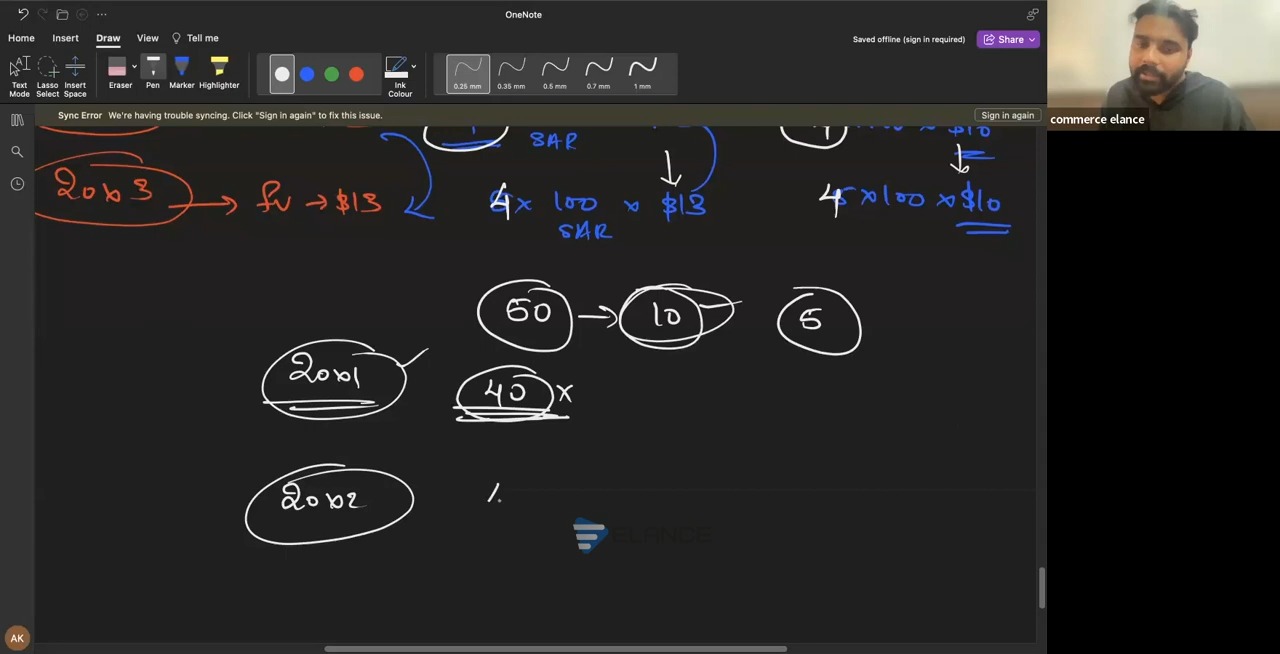 OneNote
Home Insert Draw View Tell me
Saved offline (sign in required) Share
Text Mode Lasso Select Insert Space Eraser Pen Marker Highlighter Ink Colour 0.25 mm 0.35 mm 0.5 mm 0.7 mm 1 mm
commerce elance
Sync Error We're having trouble syncing. Click "Sign in again" to fix this issue. Sign in again
SAR $10
20x3 → fv → $13 4 x 100 x $13 4 x 100 x $10
SAR
50 → 10 5
20x1 40 x
20x2
ELANCE
AK